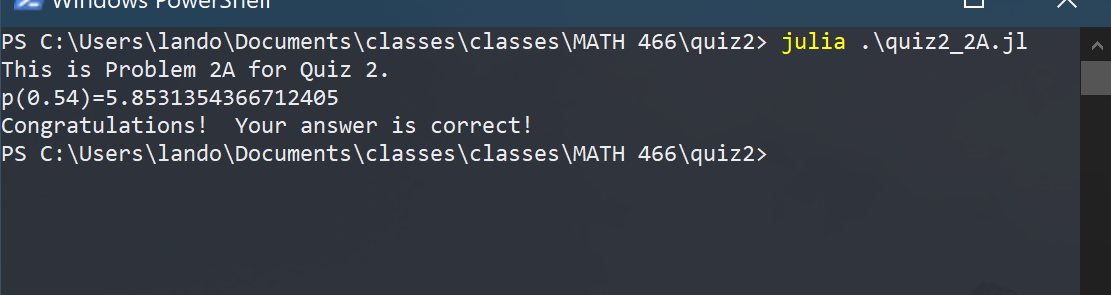 Windows PowerShell
PS C:\Users\lando\Documents\classes\classes\MATH 466\quiz2> julia .\quiz2_2A.jl
This is Problem 2A for Quiz 2.
p(0.54)=5.8531354366712405
Congratulations!  Your answer is correct!
PS C:\Users\lando\Documents\classes\classes\MATH 466\quiz2>